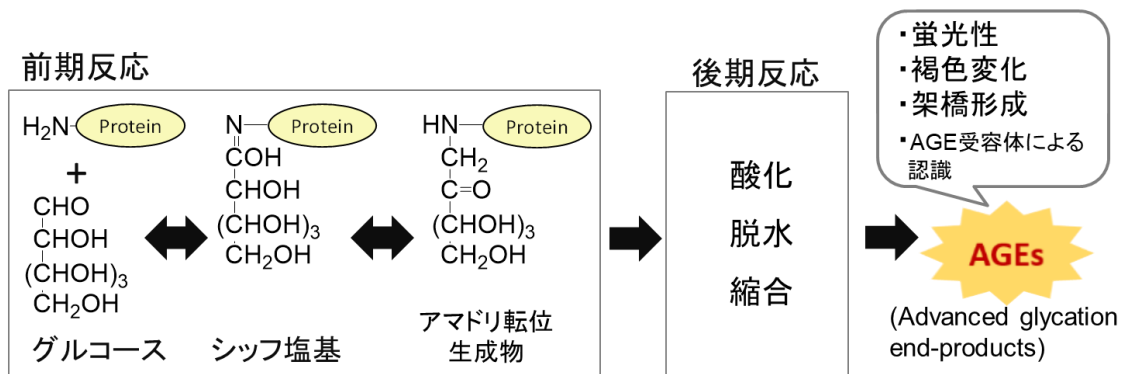 前期反応
H₂N
Protein
+
CHO
CHOH
(CHOH)₃
CH₂OH
グルコース
N
Protein
COH
CHOH
(CHOH)₃
CH₂OH
シッフ塩基
HN
Protein
CH₂
C=O
(CHOH)₃
CH₂OH
アマドリ転位
生成物
後期反応
酸化
脱水
縮合
・蛍光性
・褐色変化
・架橋形成
・AGE受容体による
認識
AGEs
(Advanced glycation
end-products)